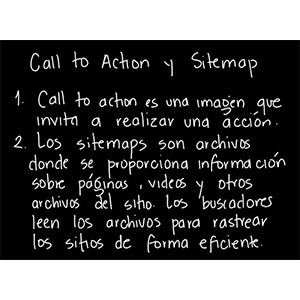 Call to Action y Sitemap
1. Call to action es una imagen que
invita a realizar una acción.
2. Los sitemaps son archivos
donde se proporciona información
sobre páginas, videos y otros
archivos del sitio. Los buscadores
leen los archivos para rastrear
los sitios de forma eficiente.